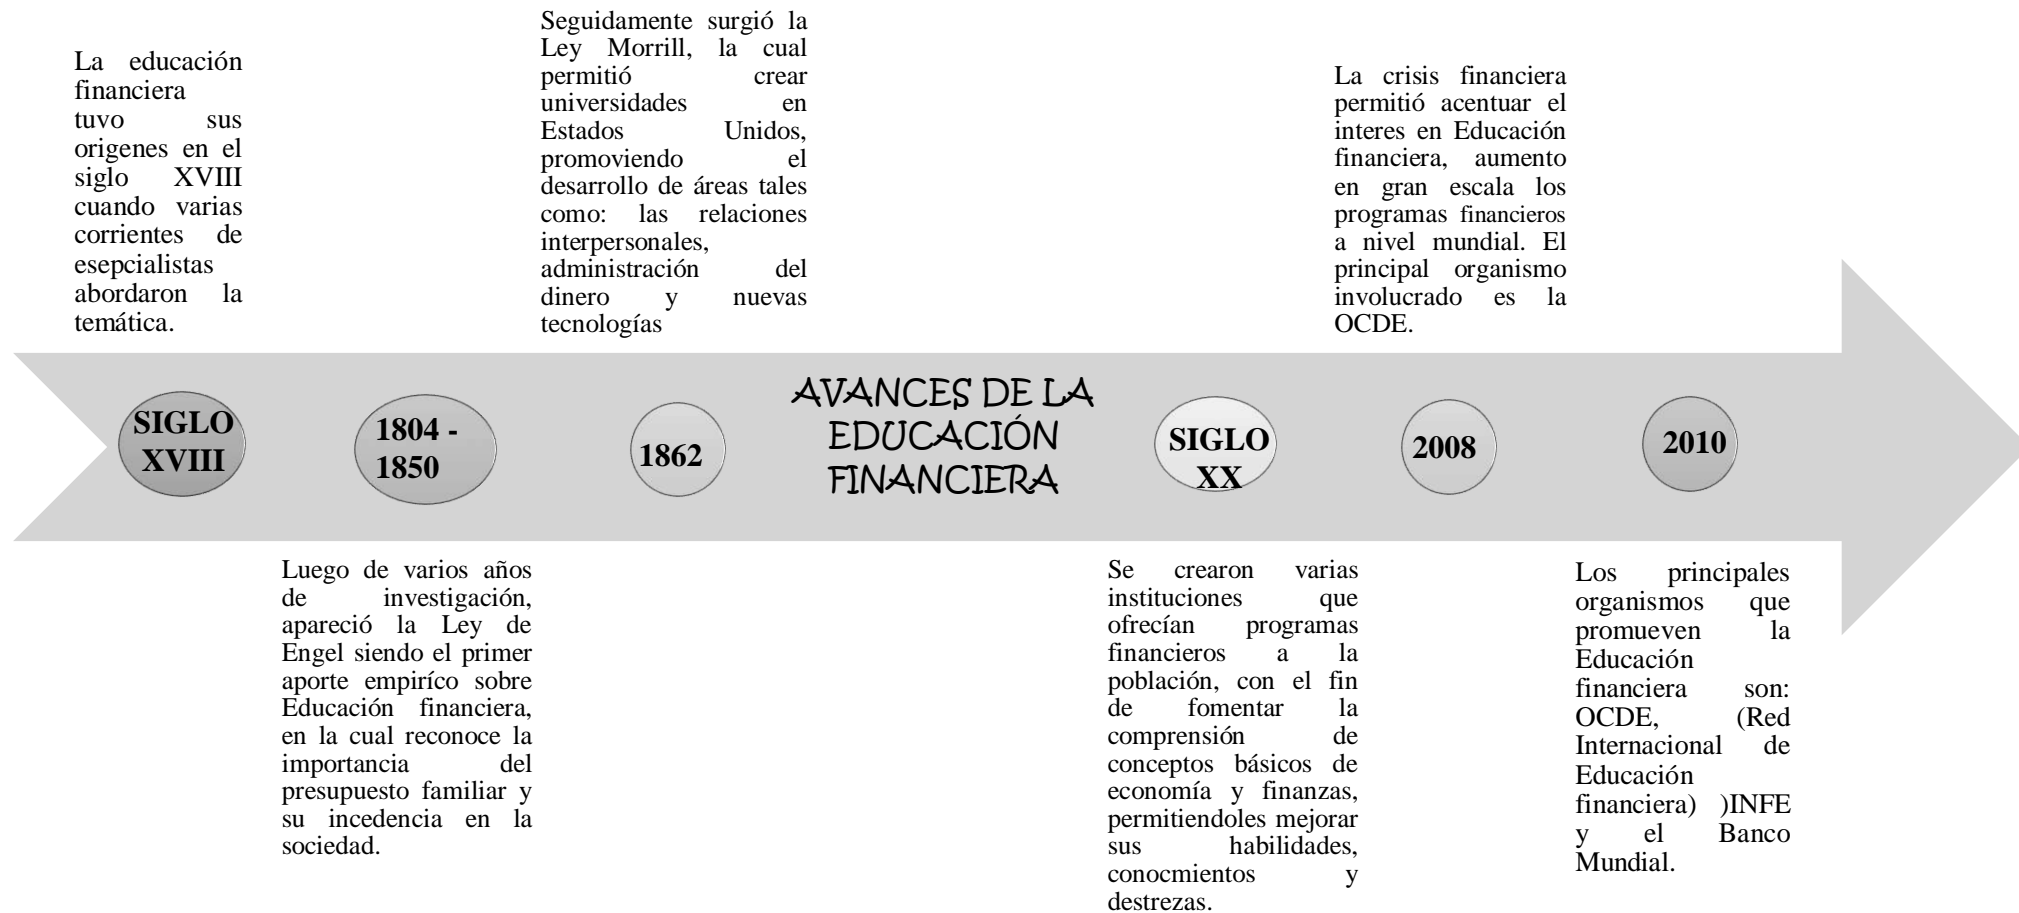 La educación
financiera
tuvo sus
origenes en el
siglo XVIII
cuando varias
corrientes de
esepcialistas
abordaron la
temática.
Seguidamente surgió la
Ley Morrill, la cual
permitió crear
universidades en
Estados Unidos,
promoviendo el
desarrollo de áreas tales
como: las relaciones
interpersonales,
administración del
dinero y nuevas
tecnologías
La crisis financiera
permitió acentuar el
interes en Educación
financiera, aumento
en gran escala los
programas financieros
a nivel mundial. El
principal organismo
involucrado es la
OCDE.
SIGLO
XVIII
1804 -
1850
1862
AVANCES DE LA
EDUCACIÓN
FINANCIERA
SIGLO
XX
2008
2010
Luego de varios años
de investigación,
apareció la Ley de
Engel siendo el primer
aporte empiríco sobre
Educación financiera,
en la cual reconoce la
importancia del
presupuesto familiar y
su incedencia en la
sociedad.
Se crearon varias
instituciones que
ofrecían programas
financieros a la
población, con el fin
de fomentar la
comprensión de
conceptos básicos de
economía y finanzas,
permitiendoles mejorar
sus habilidades,
conocmientos y
destrezas.
Los principales
organismos que
promueven la
Educación
financiera son:
OCDE, (Red
Internacional de
Educación
financiera) )INFE
y el Banco
Mundial.